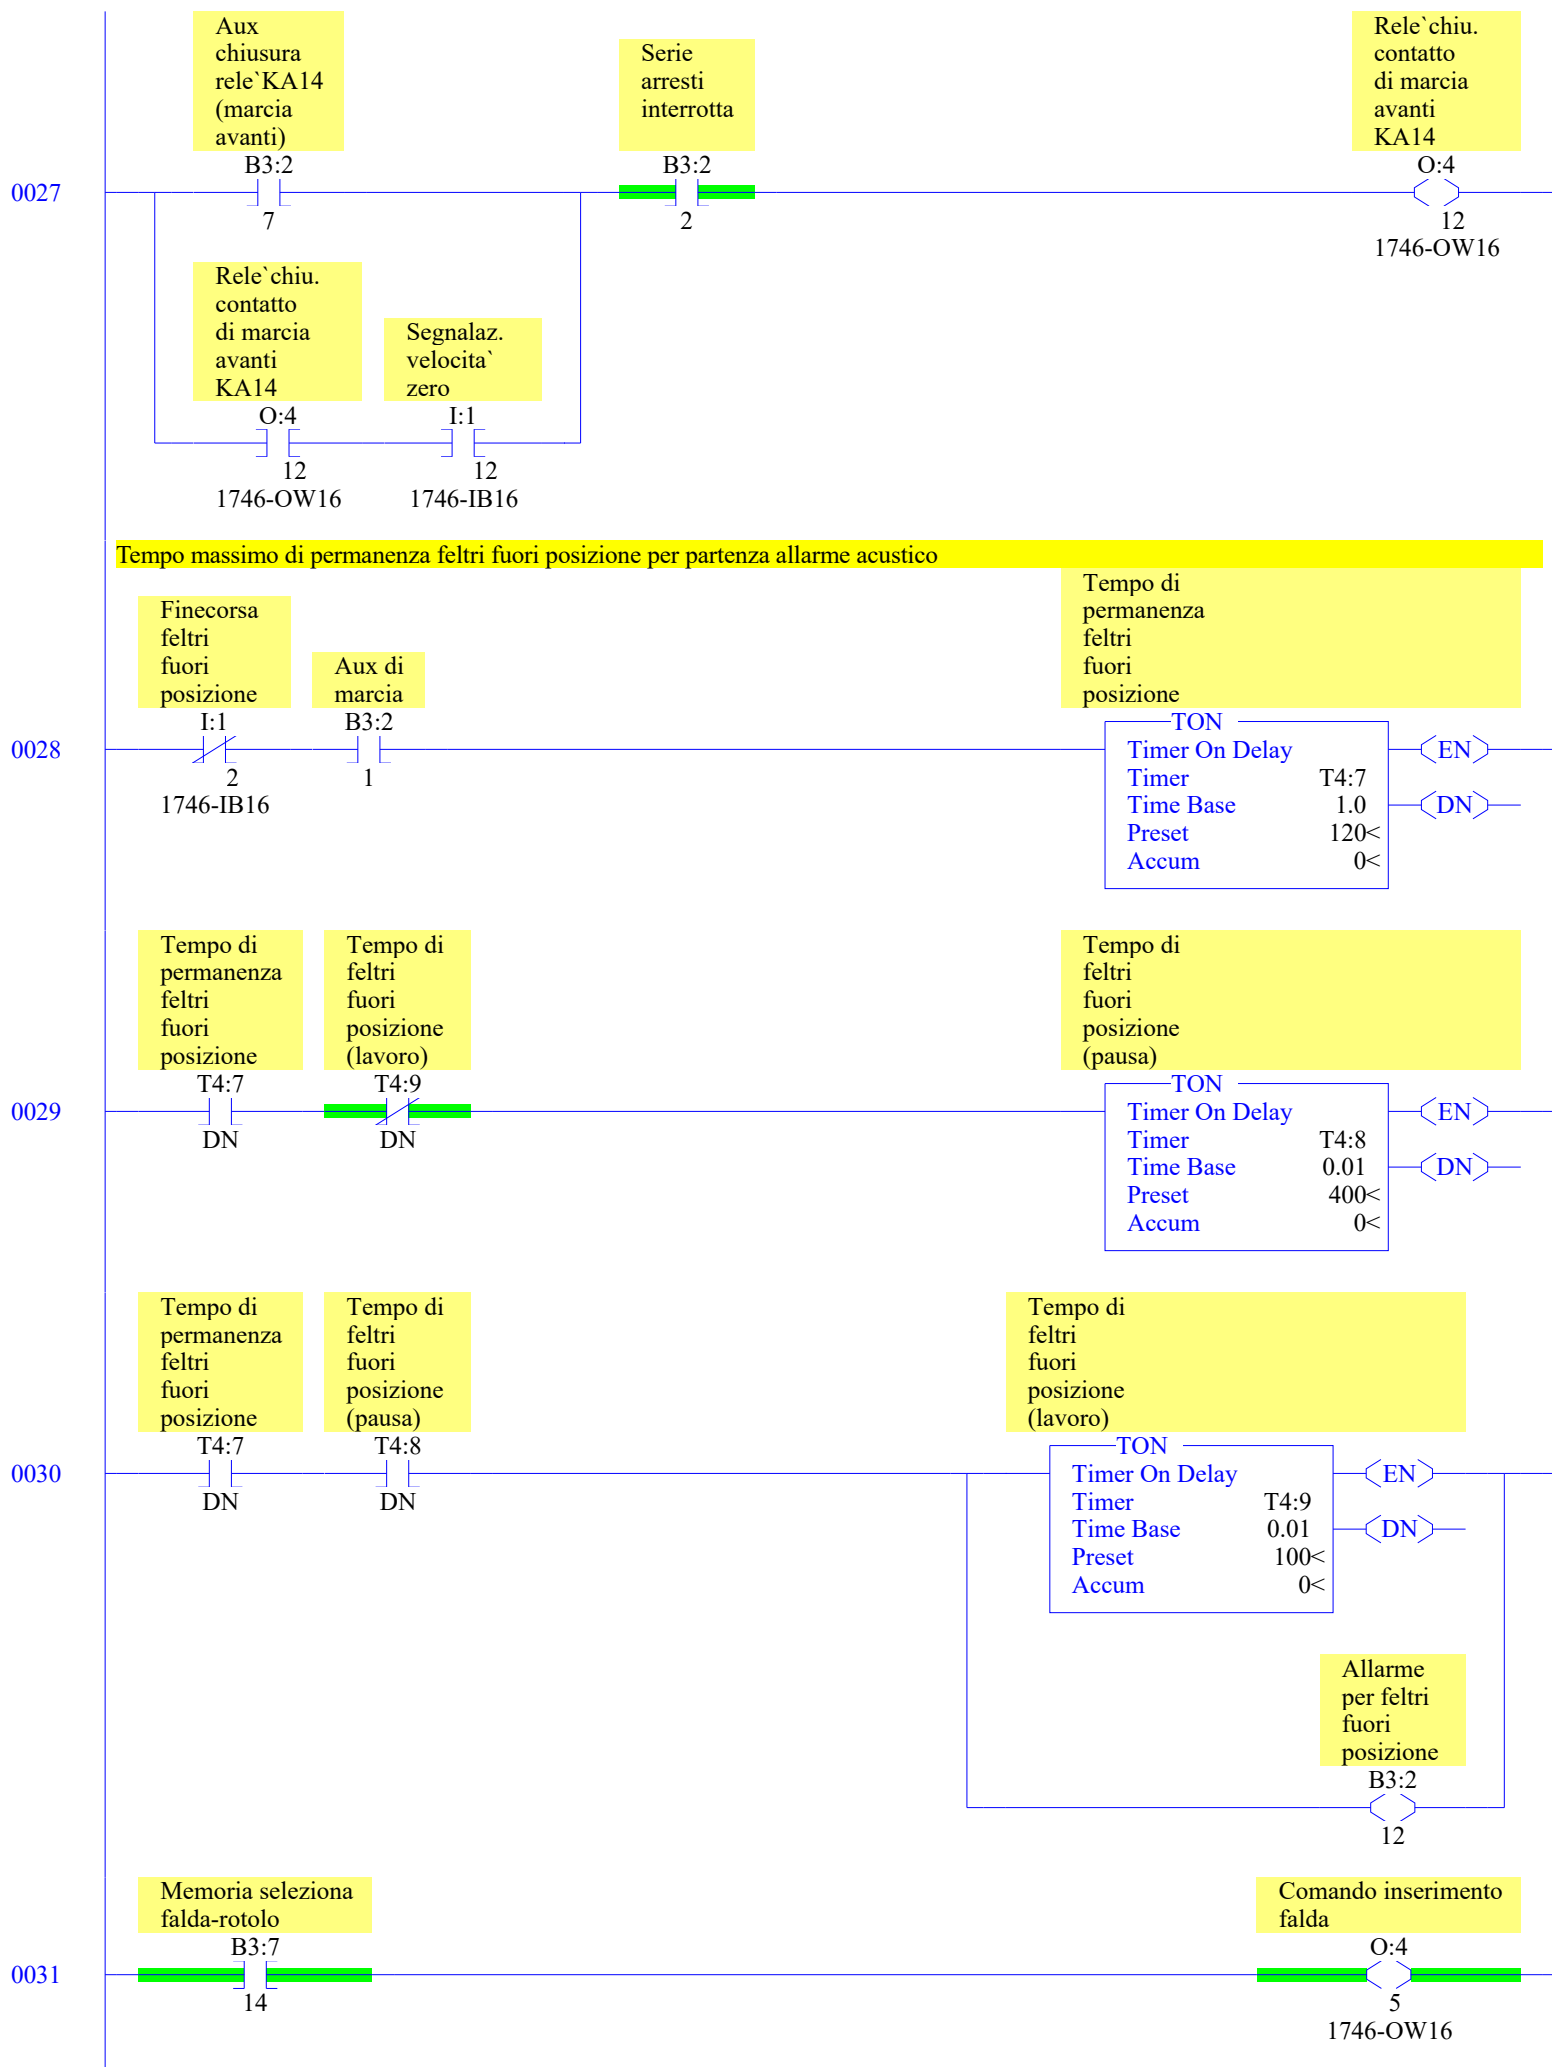 Aux
chiusura
rele`KA14
(marcia
avanti)
B3:2
7
Serie
arresti
interrotta
B3:2
2
Rele`chiu.
contatto
di marcia
avanti
KA14
O:4
12
1746-OW16
0027
Rele`chiu.
contatto
di marcia
avanti
KA14
O:4
12
1746-OW16
Segnalaz.
velocita`
zero
I:1
12
1746-IB16
Tempo massimo di permanenza feltri fuori posizione per partenza allarme acustico
0028
Finecorsa
feltri
fuori
posizione
I:1
2
1746-IB16
Aux di
marcia
B3:2
1
Tempo di
permanenza
feltri
fuori
posizione
TON
Timer On Delay
Timer T4:7
Time Base 1.0
Preset 120<
Accum 0<
EN
DN
0029
Tempo di
permanenza
feltri
fuori
posizione
T4:7
DN
Tempo di
feltri
fuori
posizione
(lavoro)
T4:9
DN
Tempo di
feltri
fuori
posizione
(pausa)
TON
Timer On Delay
Timer T4:8
Time Base 0.01
Preset 400<
Accum 0<
EN
DN
0030
Tempo di
permanenza
feltri
fuori
posizione
T4:7
DN
Tempo di
feltri
fuori
posizione
(pausa)
T4:8
DN
Tempo di
feltri
fuori
posizione
(lavoro)
TON
Timer On Delay
Timer T4:9
Time Base 0.01
Preset 100<
Accum 0<
EN
DN
Allarme
per feltri
fuori
posizione
B3:2
12
0031
Memoria seleziona
falda-rotolo
B3:7
14
Comando inserimento
falda
O:4
5
1746-OW16